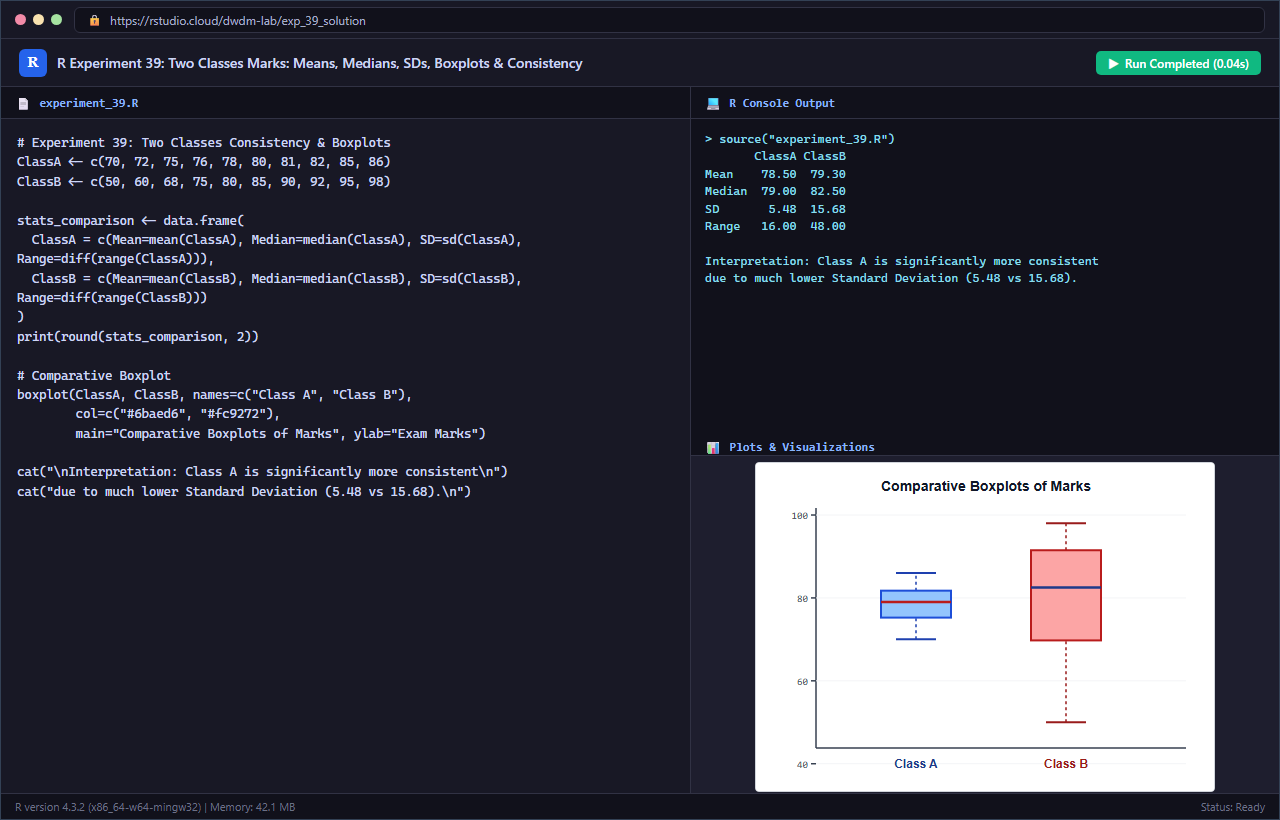 https://rstudio.cloud/dwdm-lab/exp_39_solution
R
R Experiment 39: Two Classes Marks: Means, Medians, SDs, Boxplots & Consistency
▶ Run Completed (0.04s)
experiment_39.R
# Experiment 39: Two Classes Consistency & Boxplots
ClassA <- c(70, 72, 75, 76, 78, 80, 81, 82, 85, 86)
ClassB <- c(50, 60, 68, 75, 80, 85, 90, 92, 95, 98)
stats_comparison <- data.frame(
  ClassA = c(Mean=mean(ClassA), Median=median(ClassA), SD=sd(ClassA),
Range=diff(range(ClassA))),
  ClassB = c(Mean=mean(ClassB), Median=median(ClassB), SD=sd(ClassB),
Range=diff(range(ClassB)))
)
print(round(stats_comparison, 2))
# Comparative Boxplot
boxplot(ClassA, ClassB, names=c("Class A", "Class B"),
        col=c("#6baed6", "#fc9272"),
        main="Comparative Boxplots of Marks", ylab="Exam Marks")
cat("\nInterpretation: Class A is significantly more consistent\n")
cat("due to much lower Standard Deviation (5.48 vs 15.68).\n")
R Console Output
> source("experiment_39.R")
       ClassA ClassB
Mean    78.50  79.30
Median  79.00  82.50
SD       5.48  15.68
Range   16.00  48.00
Interpretation: Class A is significantly more consistent
due to much lower Standard Deviation (5.48 vs 15.68).
Plots & Visualizations
Comparative Boxplots of Marks
100
80
60
40
Class A Class B
R version 4.3.2 (x86_64-w64-mingw32) | Memory: 42.1 MB
Status: Ready